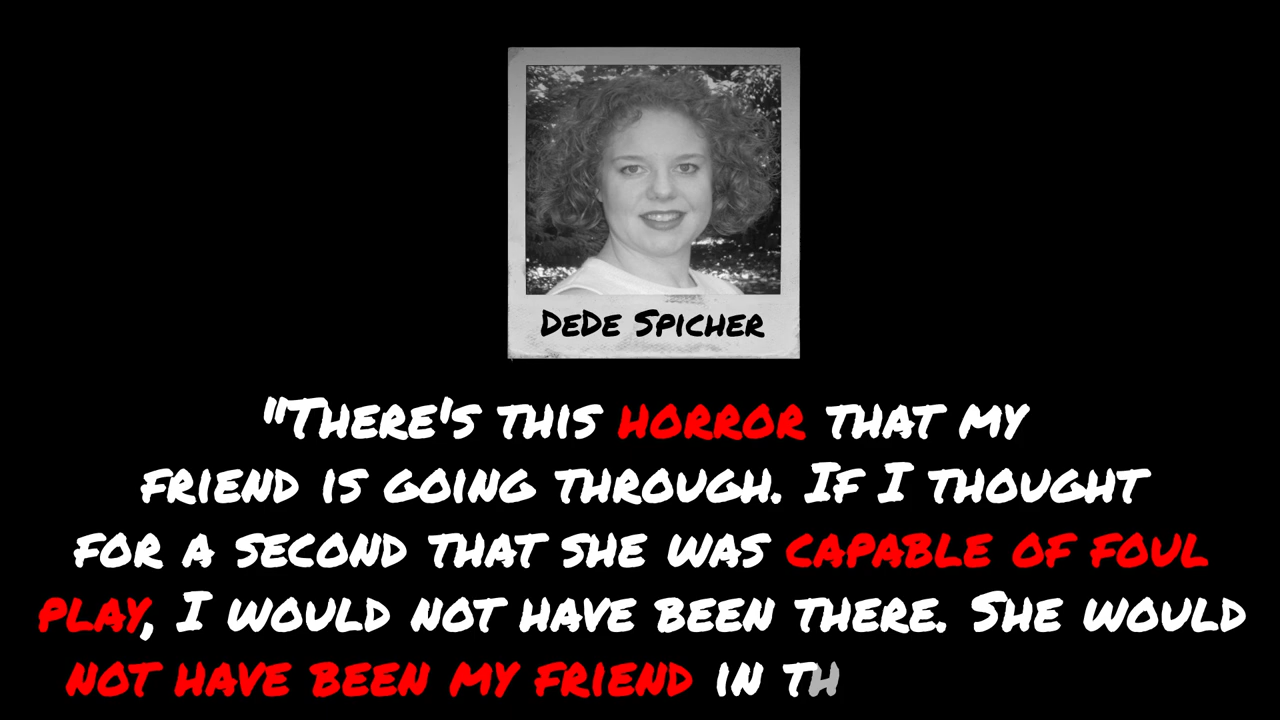 DeDe Spicher
"There's this horror that my
friend is going through. If I thought
for a second that she was capable of foul
play, I would not have been there. She would
not have been my friend in th